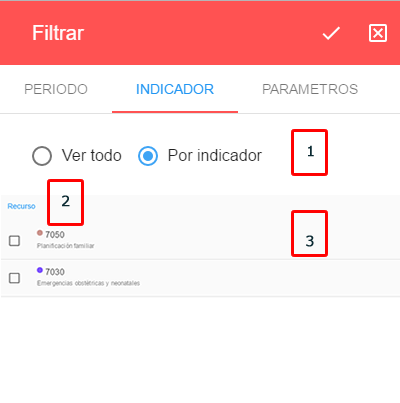 Filtrar
PERIODO INDICADOR PARAMETROS
Ver todo Por indicador 1
Recurso 2
7050
Planificación familiar 3
7030
Emergencias obstétricas y neonatales